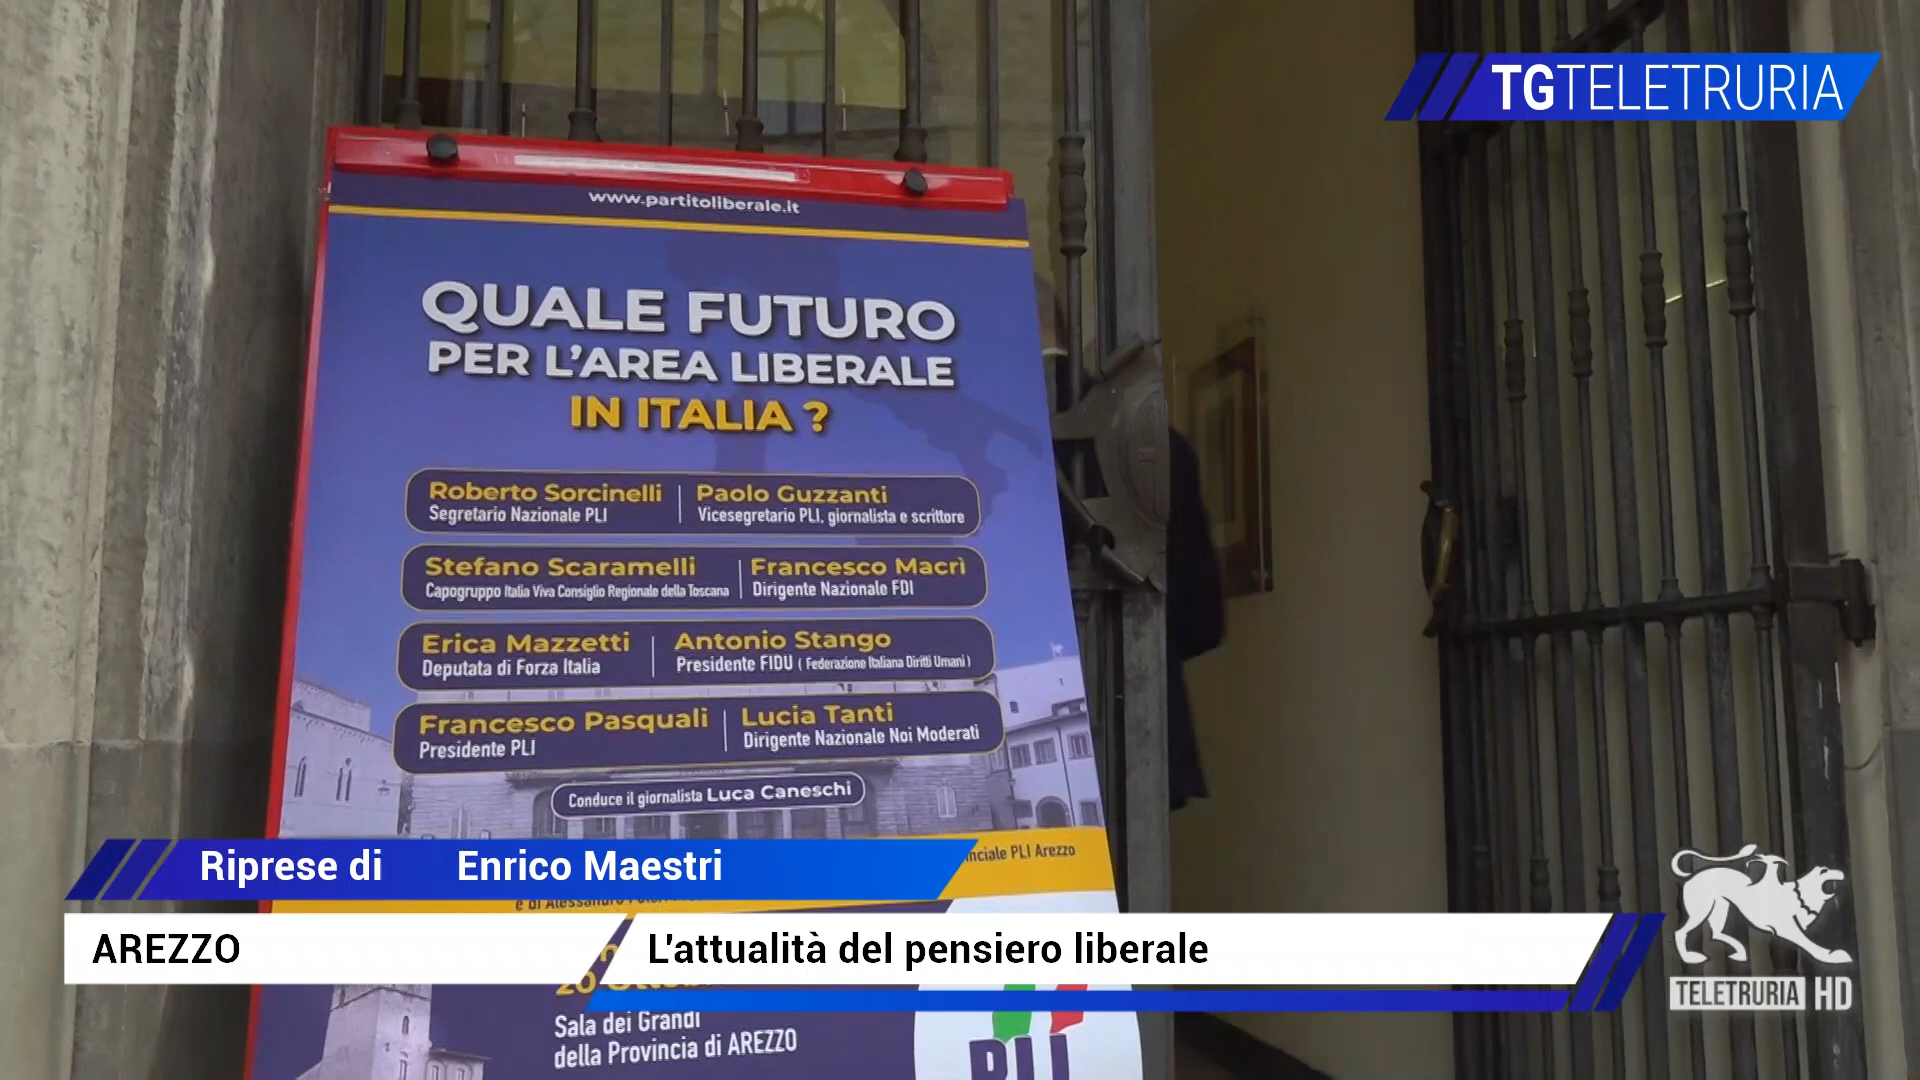 TGTELETRURIA
www.partitoliberale.it
QUALE FUTURO
PER L'AREA LIBERALE
IN ITALIA ?
Roberto Sorcinelli
Segretario Nazionale PLI
Paolo Guzzanti
Vicesegretario PLI, giornalista e scrittore
Stefano Scaramelli
Capogruppo Italia Viva Consiglio Regionale della Toscana
Francesco Macrì
Dirigente Nazionale FDI
Erica Mazzetti
Deputata di Forza Italia
Antonio Stango
Presidente FIDU ( Federazione Italiana Diritti Umani )
Francesco Pasquali
Presidente PLI
Lucia Tanti
Dirigente Nazionale Noi Moderati
Conduce il giornalista Luca Caneschi
PLI Arezzo
Riprese di Enrico Maestri
e di Alessandro
AREZZO
L'attualità del pensiero liberale
20
Sala dei Grandi
della Provincia di AREZZO
PLI
TELETRURIA HD